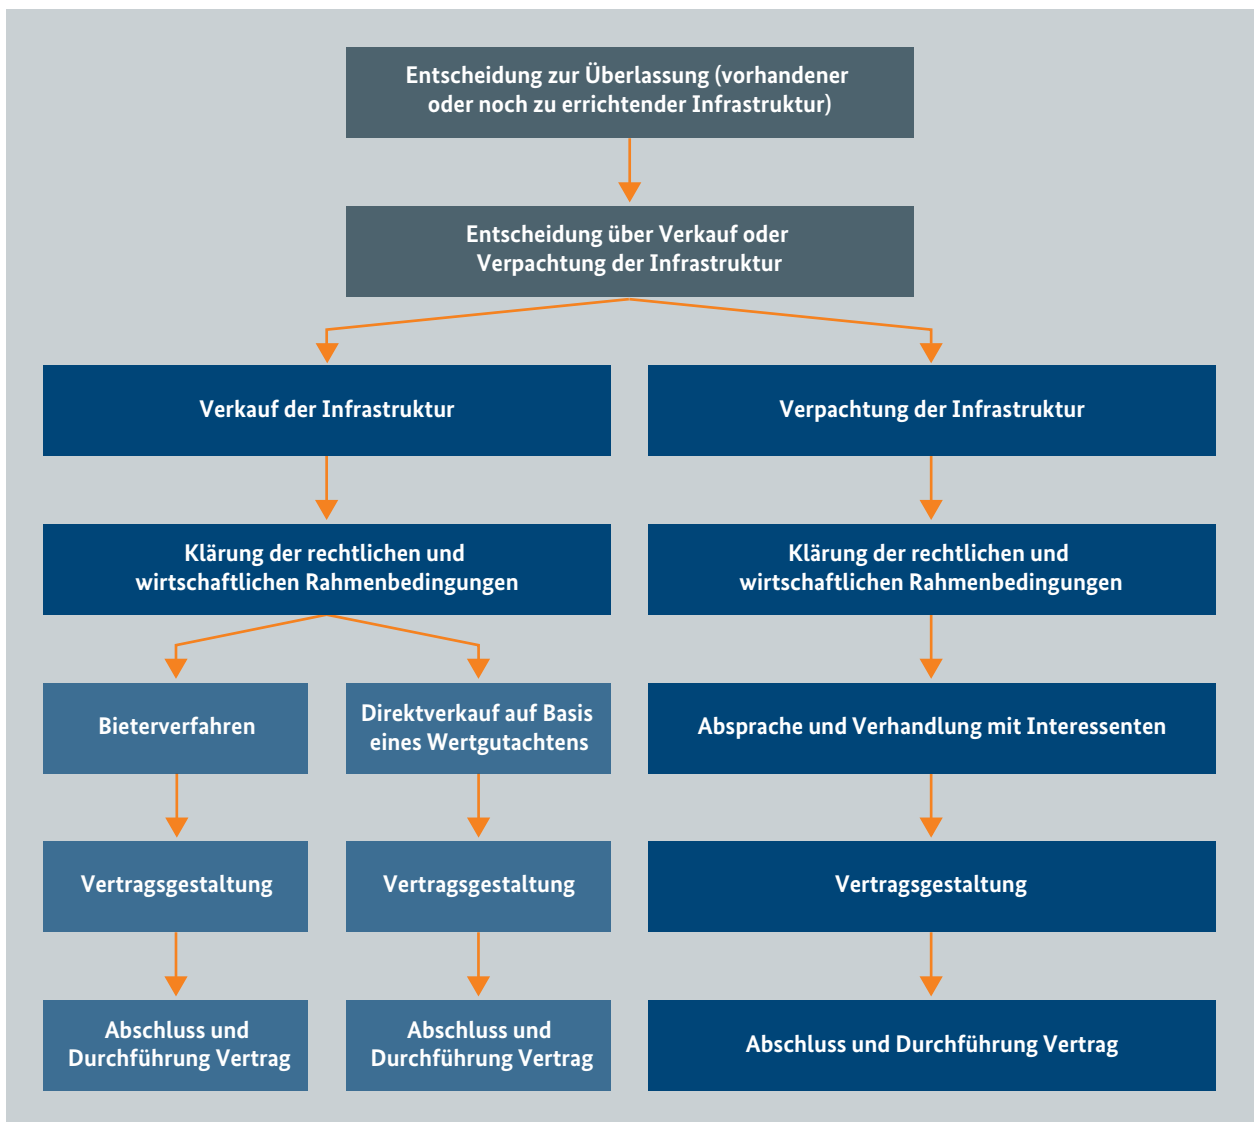 Entscheidung zur Überlassung (vorhandener
oder noch zu errichtender Infrastruktur)
Entscheidung über Verkauf oder
Verpachtung der Infrastruktur
Verkauf der Infrastruktur
Verpachtung der Infrastruktur
Klärung der rechtlichen und
wirtschaftlichen Rahmenbedingungen
Klärung der rechtlichen und
wirtschaftlichen Rahmenbedingungen
Bieterverfahren
Direktverkauf auf Basis
eines Wertgutachtens
Absprache und Verhandlung mit Interessenten
Vertragsgestaltung
Vertragsgestaltung
Vertragsgestaltung
Abschluss und
Durchführung Vertrag
Abschluss und
Durchführung Vertrag
Abschluss und Durchführung Vertrag